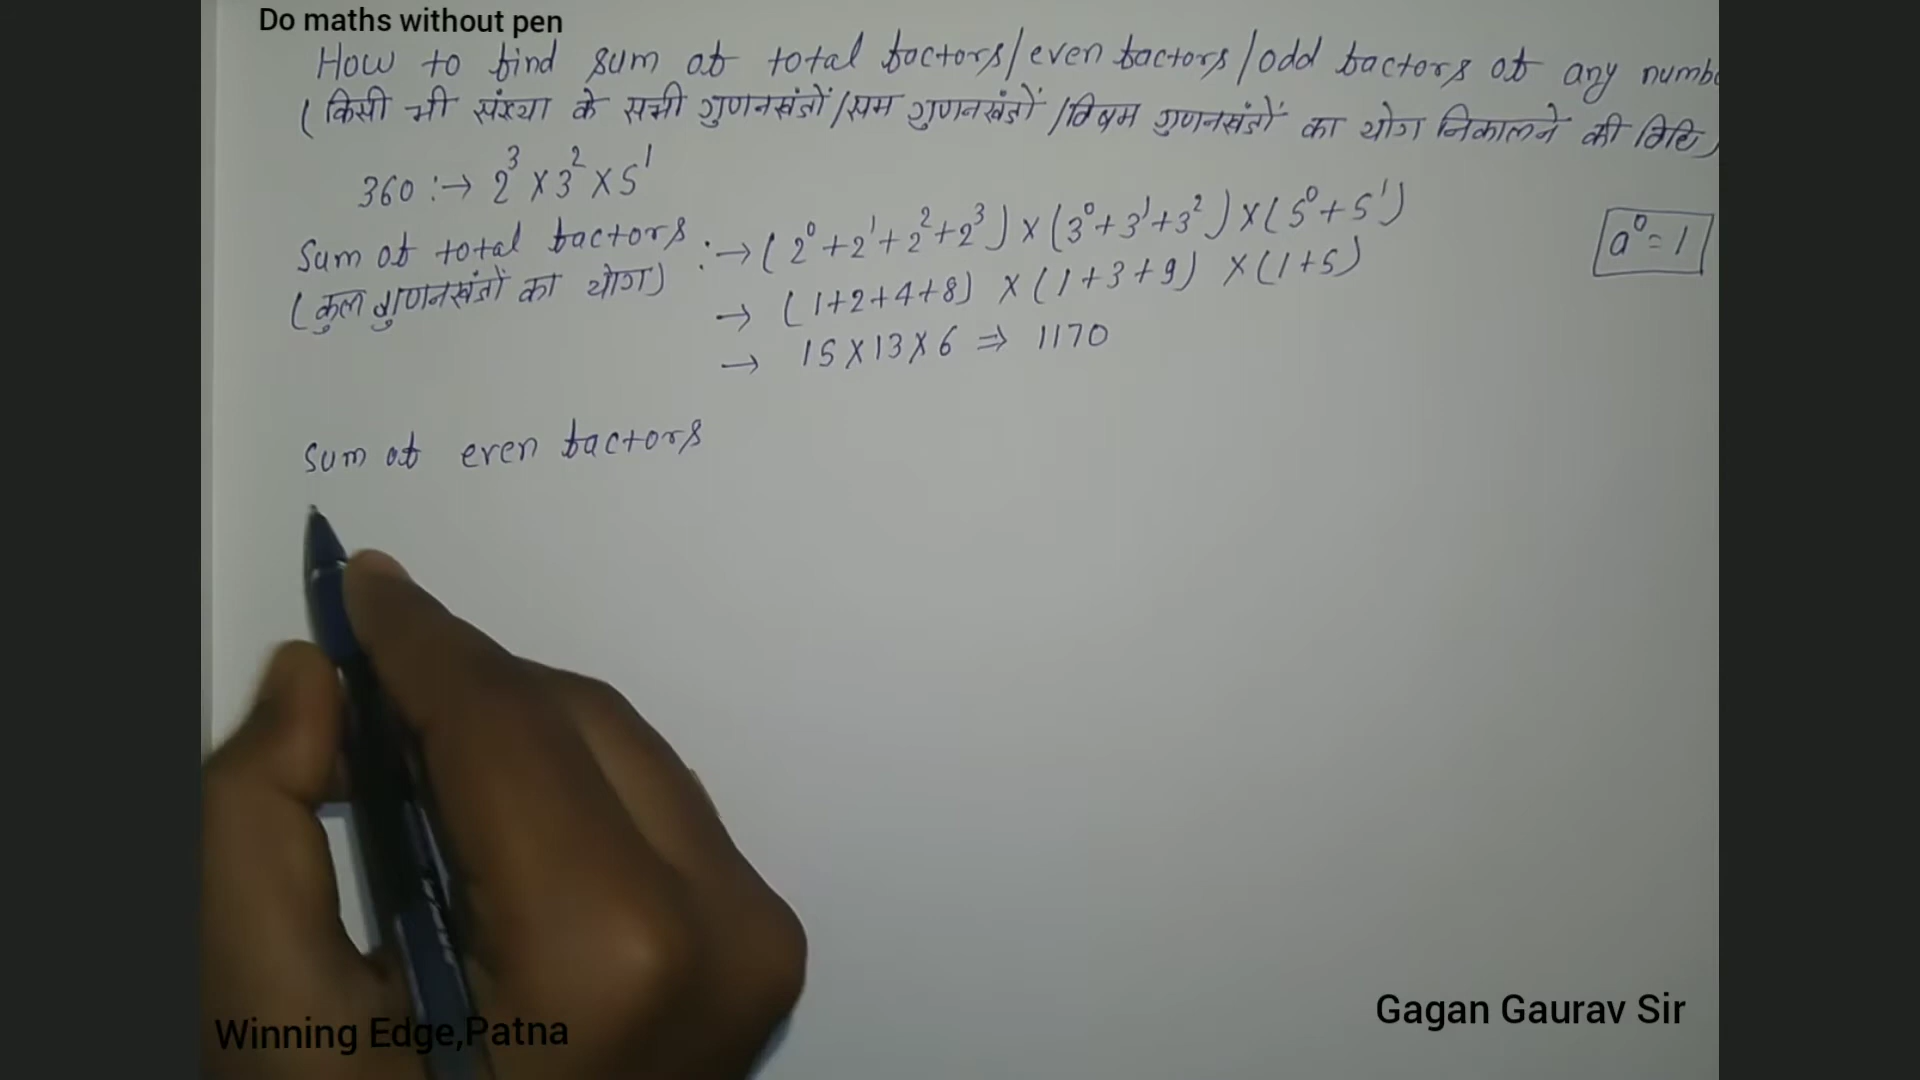 Do maths without pen
How to find sum of total factors/even factors/odd factors of any numbe
(किसी भी संख्या के सभी गुणनखंडों/सम गुणनखंडों/विषम गुणनखंडों का योग निकालने की विधि)
360 :→ 2³ × 3² × 5¹
Sum of total factors :→ (2⁰ + 2¹ + 2² + 2³) × (3⁰ + 3¹ + 3²) × (5⁰ + 5¹)
a⁰ = 1
(कुल गुणनखंडों का योग) → (1+2+4+8) × (1+3+9) × (1+5)
→ 15 × 13 × 6 ⇒ 1170
Sum of even factors
Gagan Gaurav Sir
Winning Edge,Patna